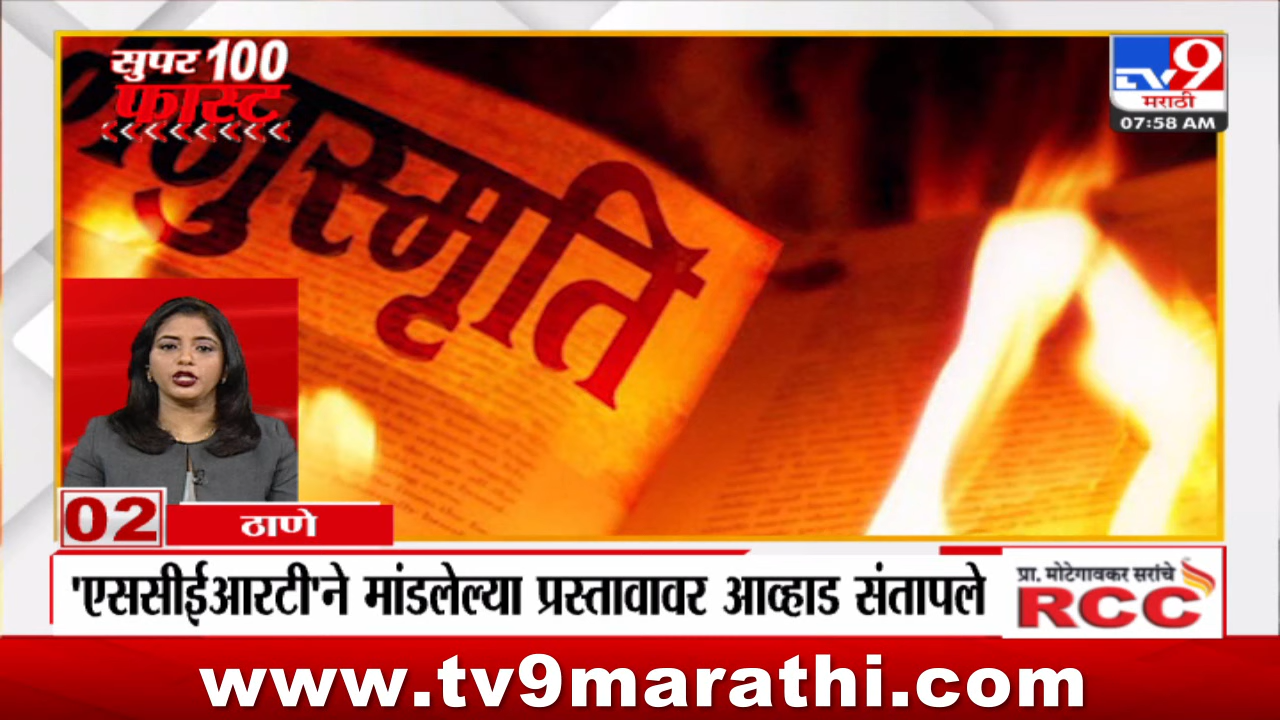 सुपर 100
फास्ट
TV9
मराठी
07:58 AM
02
ठाणे
'एससीईआरटी'ने मांडलेल्या प्रस्तावावर आव्हाड संतापले
प्रा. मोटेगावकर सरांचे
RCC
www.tv9marathi.com